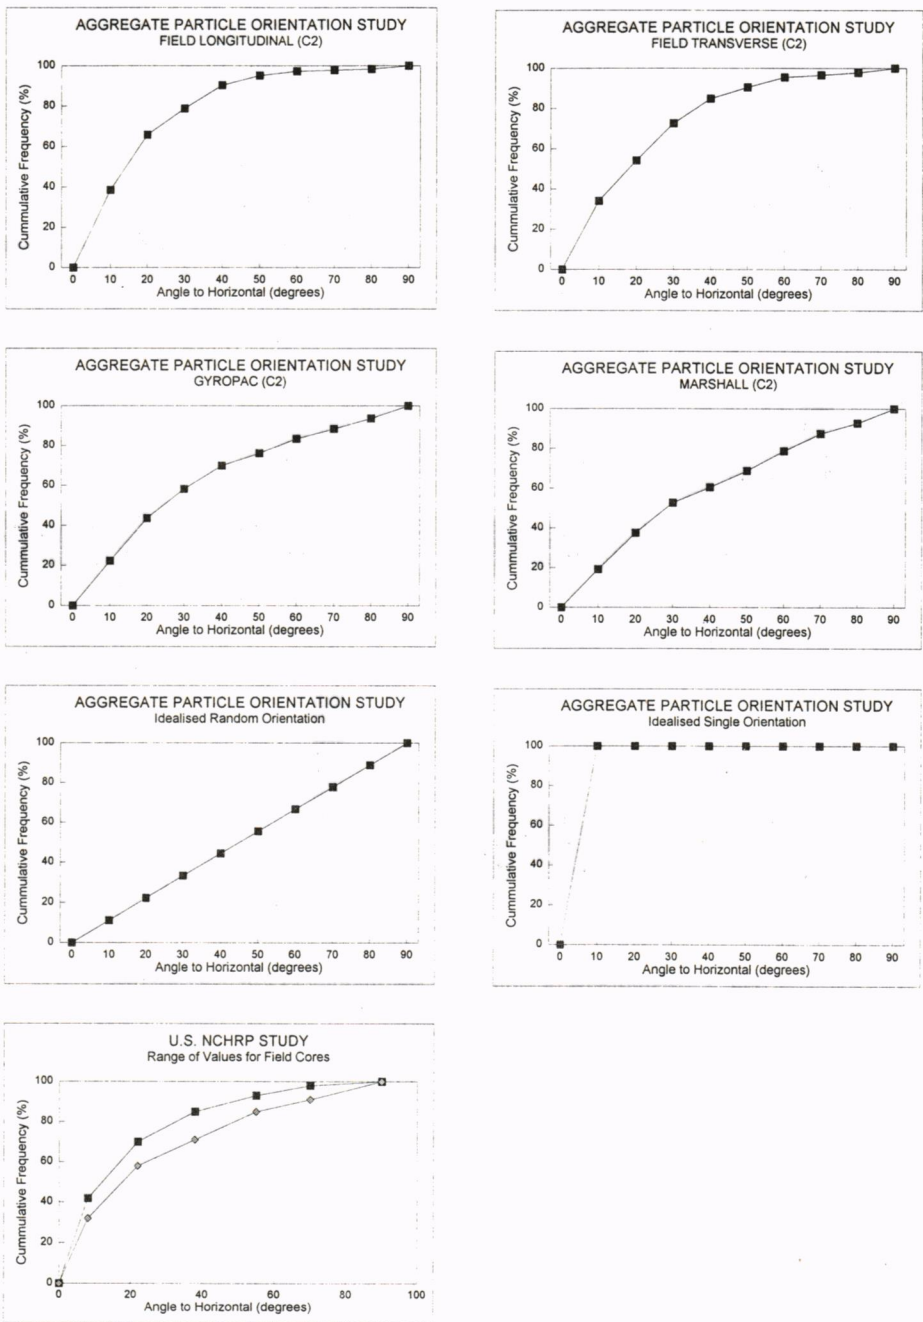 AGGREGATE PARTICLE ORIENTATION STUDY
FIELD LONGITUDINAL (C2)
Cummulative Frequency (%)
100
80
60
40
20
0
0 10 20 30 40 50 60 70 80 90
Angle to Horizontal (degrees)
AGGREGATE PARTICLE ORIENTATION STUDY
FIELD TRANSVERSE (C2)
Cummulative Frequency (%)
100
80
60
40
20
0
0 10 20 30 40 50 60 70 80 90
Angle to Horizontal (degrees)
AGGREGATE PARTICLE ORIENTATION STUDY
GYROPAC (C2)
Cummulative Frequency (%)
100
80
60
40
20
0
0 10 20 30 40 50 60 70 80 90
Angle to Horizontal (degrees)
AGGREGATE PARTICLE ORIENTATION STUDY
MARSHALL (C2)
Cummulative Frequency (%)
100
80
60
40
20
0
0 10 20 30 40 50 60 70 80 90
Angle to Horizontal (degrees)
AGGREGATE PARTICLE ORIENTATION STUDY
Idealised Random Orientation
Cummulative Frequency (%)
100
80
60
40
20
0
0 10 20 30 40 50 60 70 80 90
Angle to Horizontal (degrees)
AGGREGATE PARTICLE ORIENTATION STUDY
Idealised Single Orientation
Cummulative Frequency (%)
100
80
60
40
20
0
0 10 20 30 40 50 60 70 80 90
Angle to Horizontal (degrees)
U.S. NCHRP STUDY
Range of Values for Field Cores
Cummulative Frequency (%)
100
80
60
40
20
0
0 20 40 60 80 100
Angle to Horizontal (degrees)